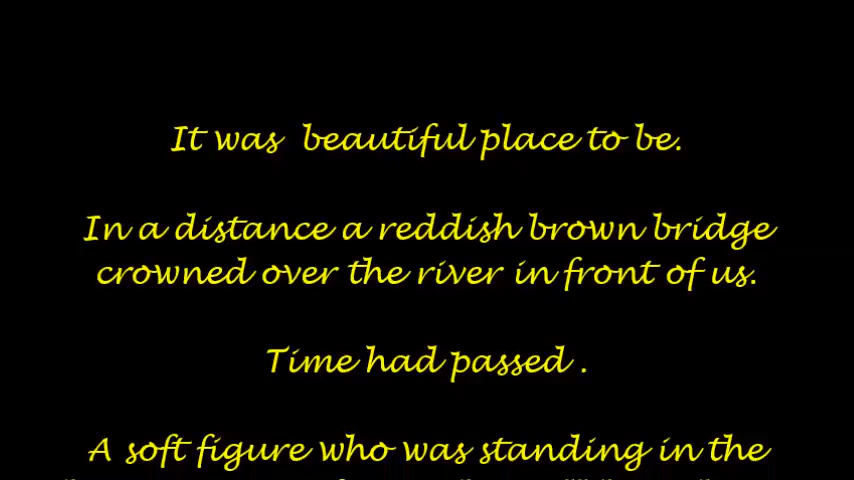 It was  beautiful place to be.
In a distance a reddish brown bridge
crowned over the river in front of us.
Time had passed .
A soft figure who was standing in the